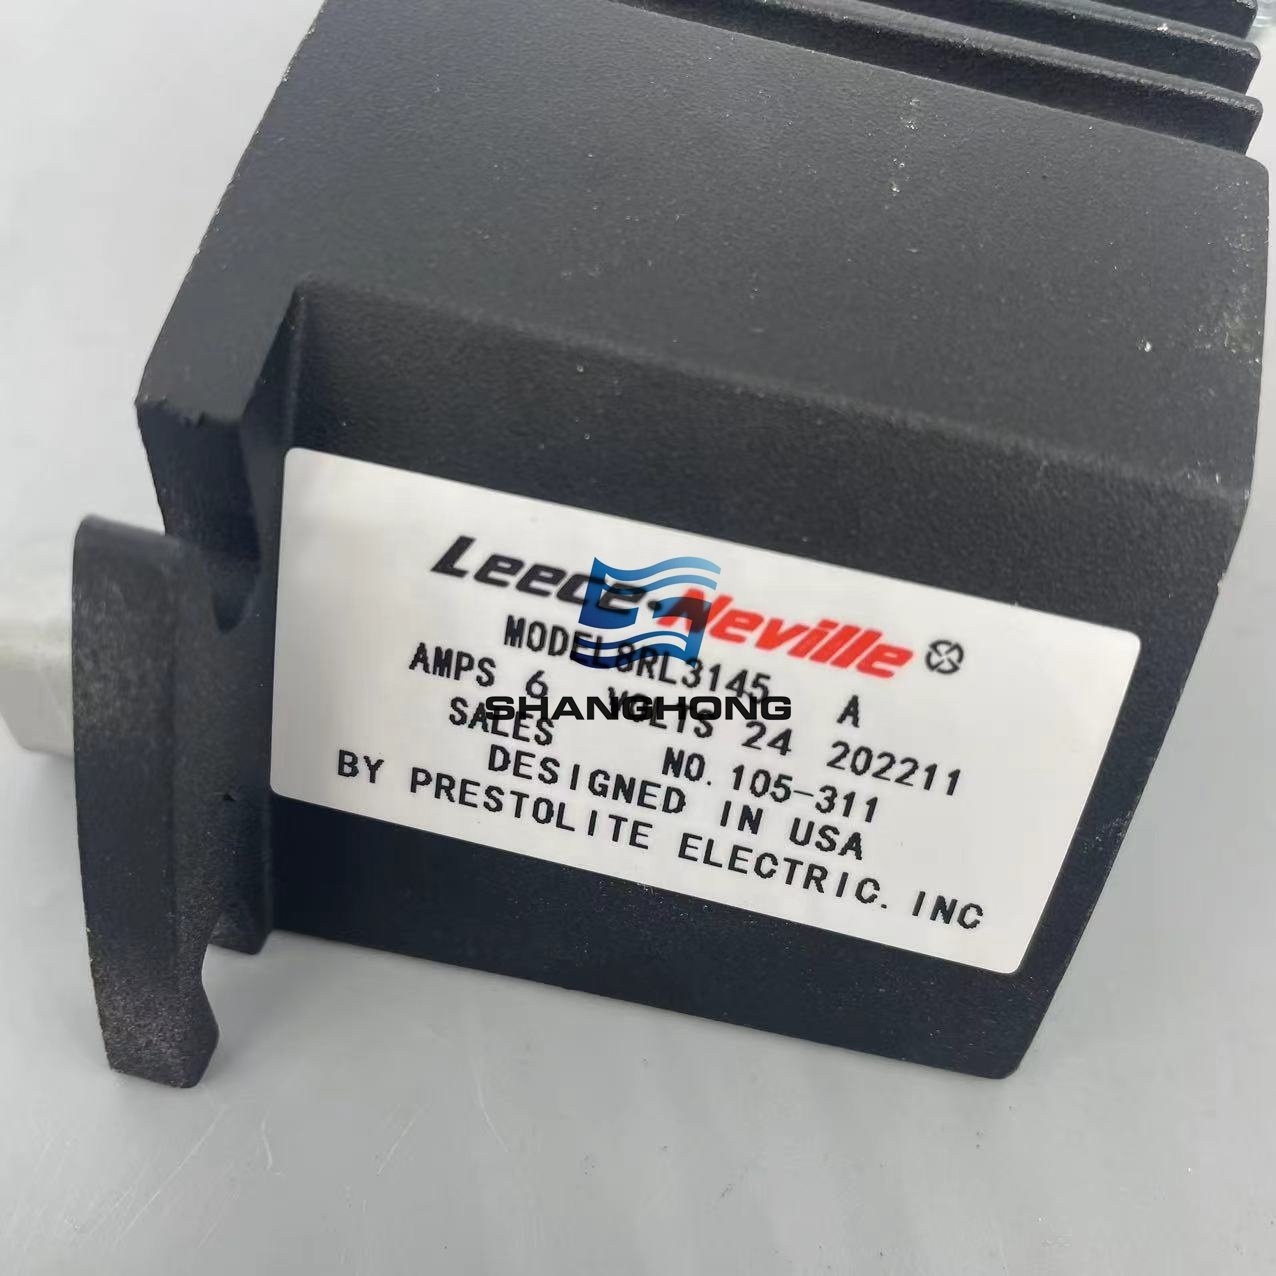 Leece-Neville
MODEL8RL3145 A
AMPS 6 VOLTS 24 202211
SALES NO. 105-311
DESIGNED IN USA
BY PRESTOLITE ELECTRIC. INC
SHANGHONG